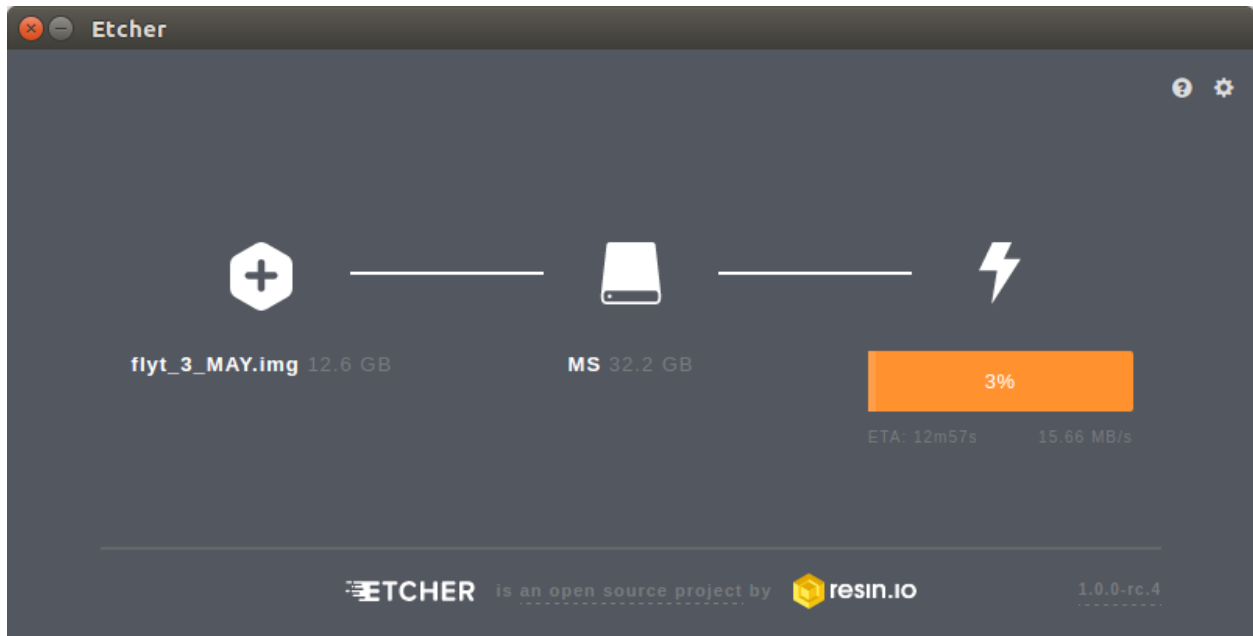 Etcher
flyt_3_MAY.img 12.6 GB
MS 32.2 GB
3%
ETA: 12m57s 15.66 MB/s
ETCHER is an open source project by resin.io 1.0.0-rc.4